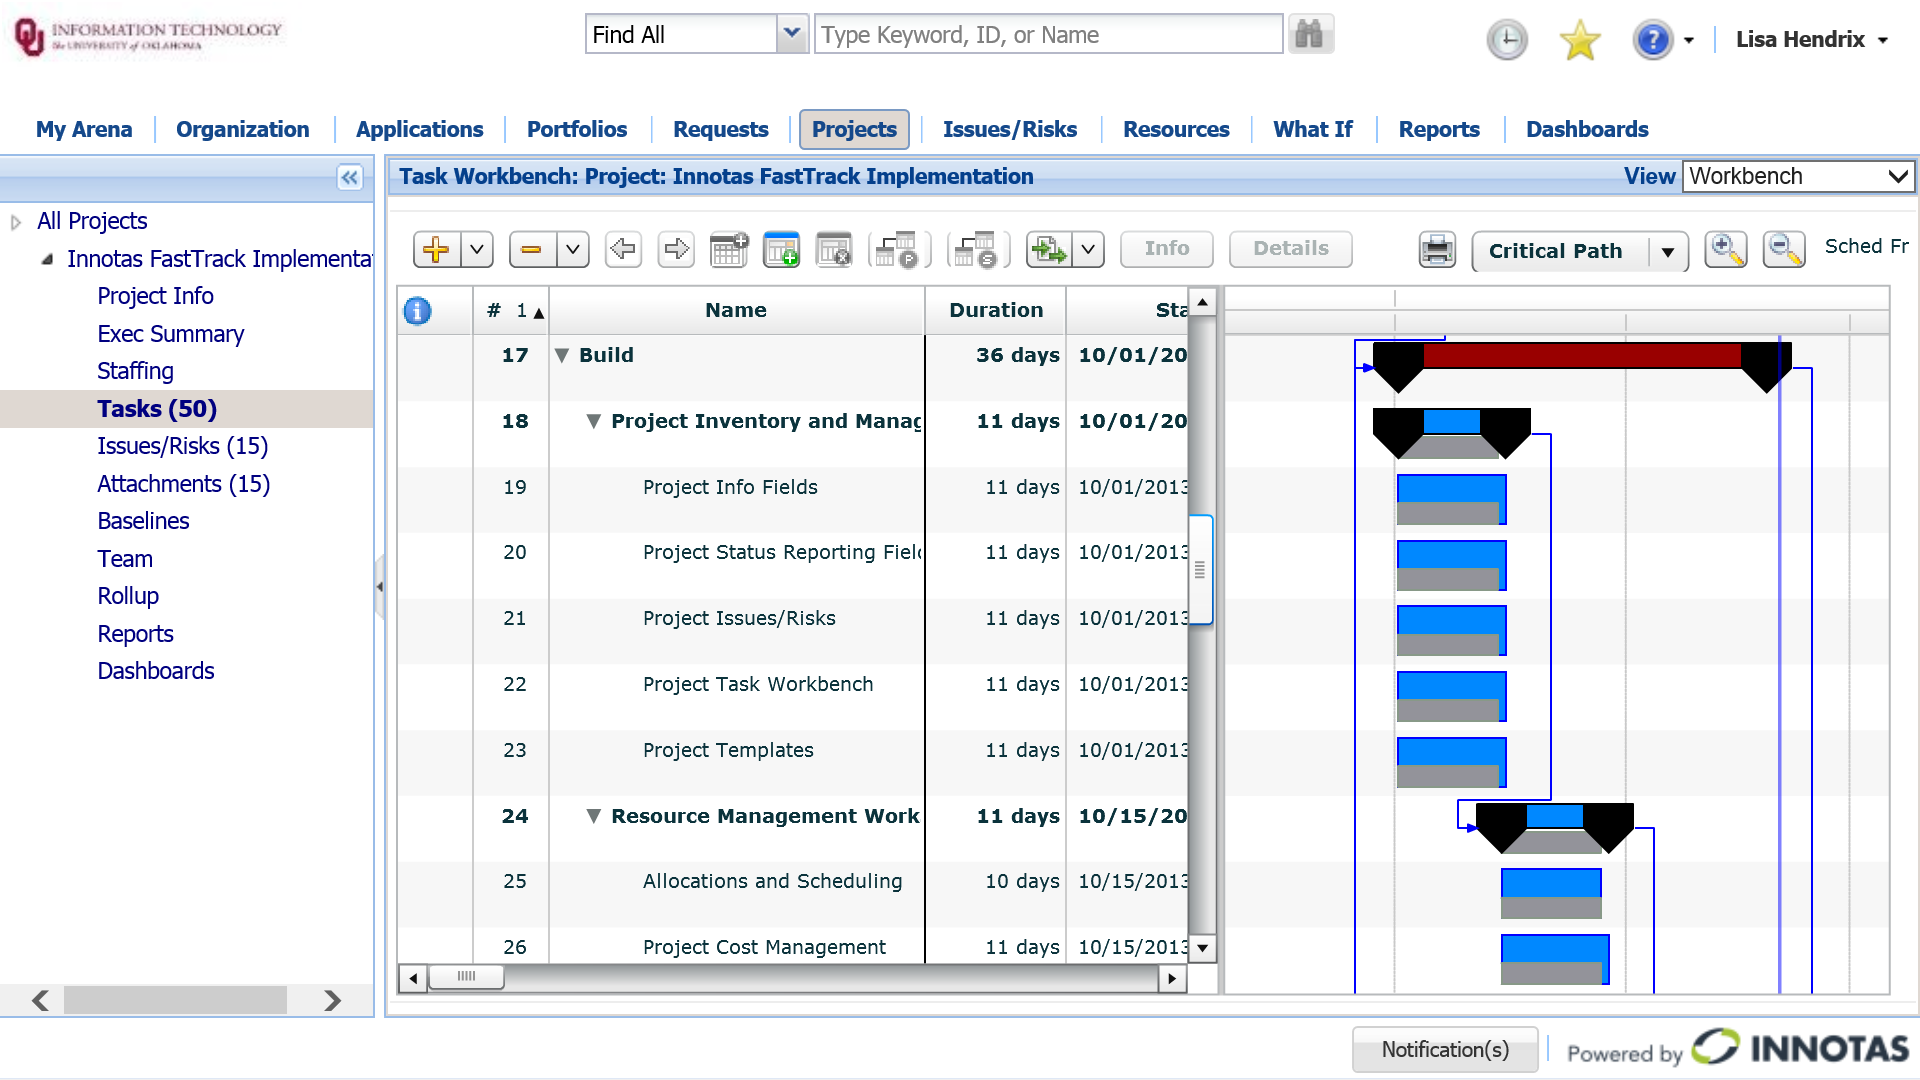 OU INFORMATION TECHNOLOGY
the UNIVERSITY of OKLAHOMA
Find All
Type Keyword, ID, or Name
?
Lisa Hendrix
My Arena
Organization
Applications
Portfolios
Requests
Projects
Issues/Risks
Resources
What If
Reports
Dashboards
Task Workbench: Project: Innotas FastTrack Implementation
View
Workbench
All Projects
Innotas FastTrack Implementa
Project Info
Exec Summary
Staffing
Tasks (50)
Issues/Risks (15)
Attachments (15)
Baselines
Team
Rollup
Reports
Dashboards
P
S
Info
Details
Critical Path
Sched Fr
i # 1 Name Duration Sta
17 Build 36 days 10/01/20
18 Project Inventory and Manag 11 days 10/01/20
19 Project Info Fields 11 days 10/01/2013
20 Project Status Reporting Field 11 days 10/01/2013
21 Project Issues/Risks 11 days 10/01/2013
22 Project Task Workbench 11 days 10/01/2013
23 Project Templates 11 days 10/01/2013
24 Resource Management Work 11 days 10/15/20
25 Allocations and Scheduling 10 days 10/15/2013
26 Project Cost Management 11 days 10/15/2013
Notification(s)
Powered by INNOTAS